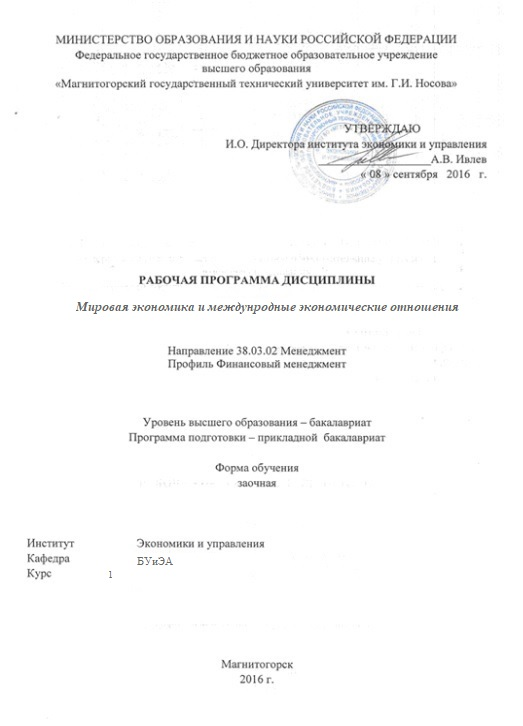 МИНИСТЕРСТВО ОБРАЗОВАНИЯ И НАУКИ РОССИЙСКОЙ ФЕДЕРАЦИИ
Федеральное государственное бюджетное образовательное учреждение
высшего образования
«Магнитогорский государственный технический университет им. Г.И. Носова»
УТВЕРЖДАЮ
И.О. Директора института экономики и управления
А.В. Ивлев
« 08 » сентября 2016 г.
РАБОЧАЯ ПРОГРАММА ДИСЦИПЛИНЫ
Мировая экономика и междунродные экономические отношения
Направление 38.03.02 Менеджмент
Профиль Финансовый менеджмент
Уровень высшего образования – бакалавриат
Программа подготовки – прикладной бакалавриат
Форма обучения
заочная
Институт Экономики и управления
Кафедра БУиЭА
Курс 1
Магнитогорск
2016 г.